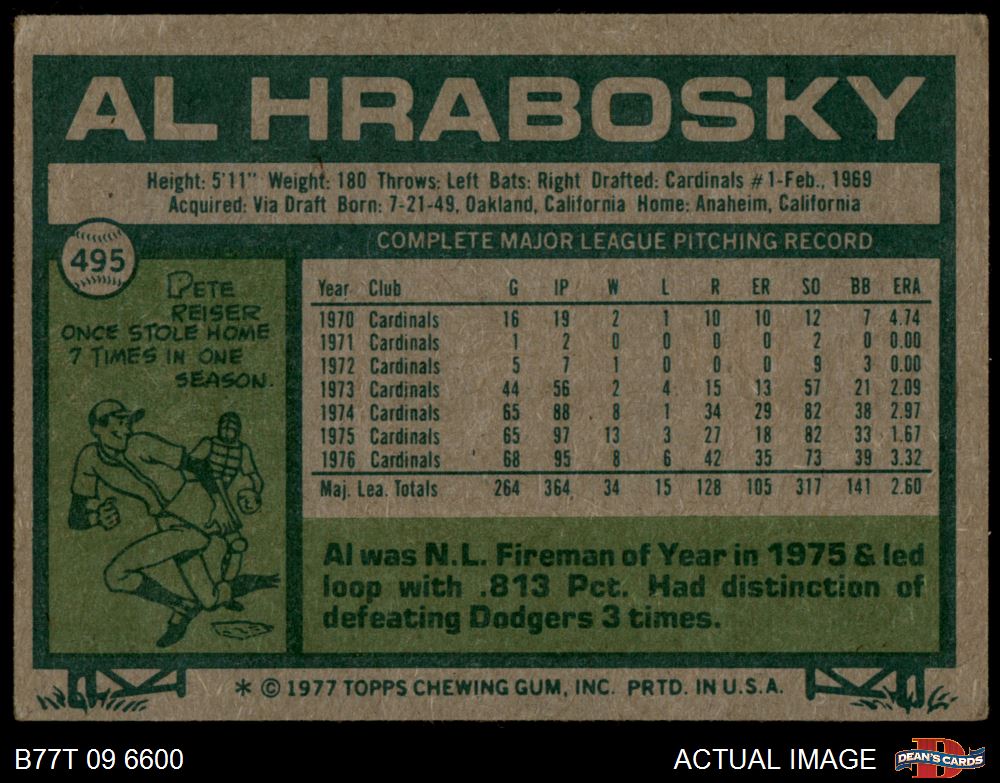 AL HRABOSKY
Height: 5'11" Weight: 180 Throws: Left Bats: Right Drafted: Cardinals #1-Feb., 1969
Acquired: Via Draft Born: 7-21-49, Oakland, California Home: Anaheim, California
495
COMPLETE MAJOR LEAGUE PITCHING RECORD
PETE
REISER
ONCE STOLE HOME
7 TIMES IN ONE
SEASON.
Year Club G IP W L R ER SO BB ERA
1970 Cardinals 16 19 2 1 10 10 12 7 4.74
1971 Cardinals 1 2 0 0 0 0 2 0 0.00
1972 Cardinals 5 7 1 0 0 0 9 3 0.00
1973 Cardinals 44 56 2 4 15 13 57 21 2.09
1974 Cardinals 65 88 8 1 34 29 82 38 2.97
1975 Cardinals 65 97 13 3 27 18 82 33 1.67
1976 Cardinals 68 95 8 6 42 35 73 39 3.32
Maj. Lea. Totals 264 364 34 15 128 105 317 141 2.60
Al was N.L. Fireman of Year in 1975 & led
loop with .813 Pct. Had distinction of
defeating Dodgers 3 times.
* © 1977 TOPPS CHEWING GUM, INC. PRTD. IN U.S.A.
B77T 09 6600
ACTUAL IMAGE
D
DEAN'S CARDS